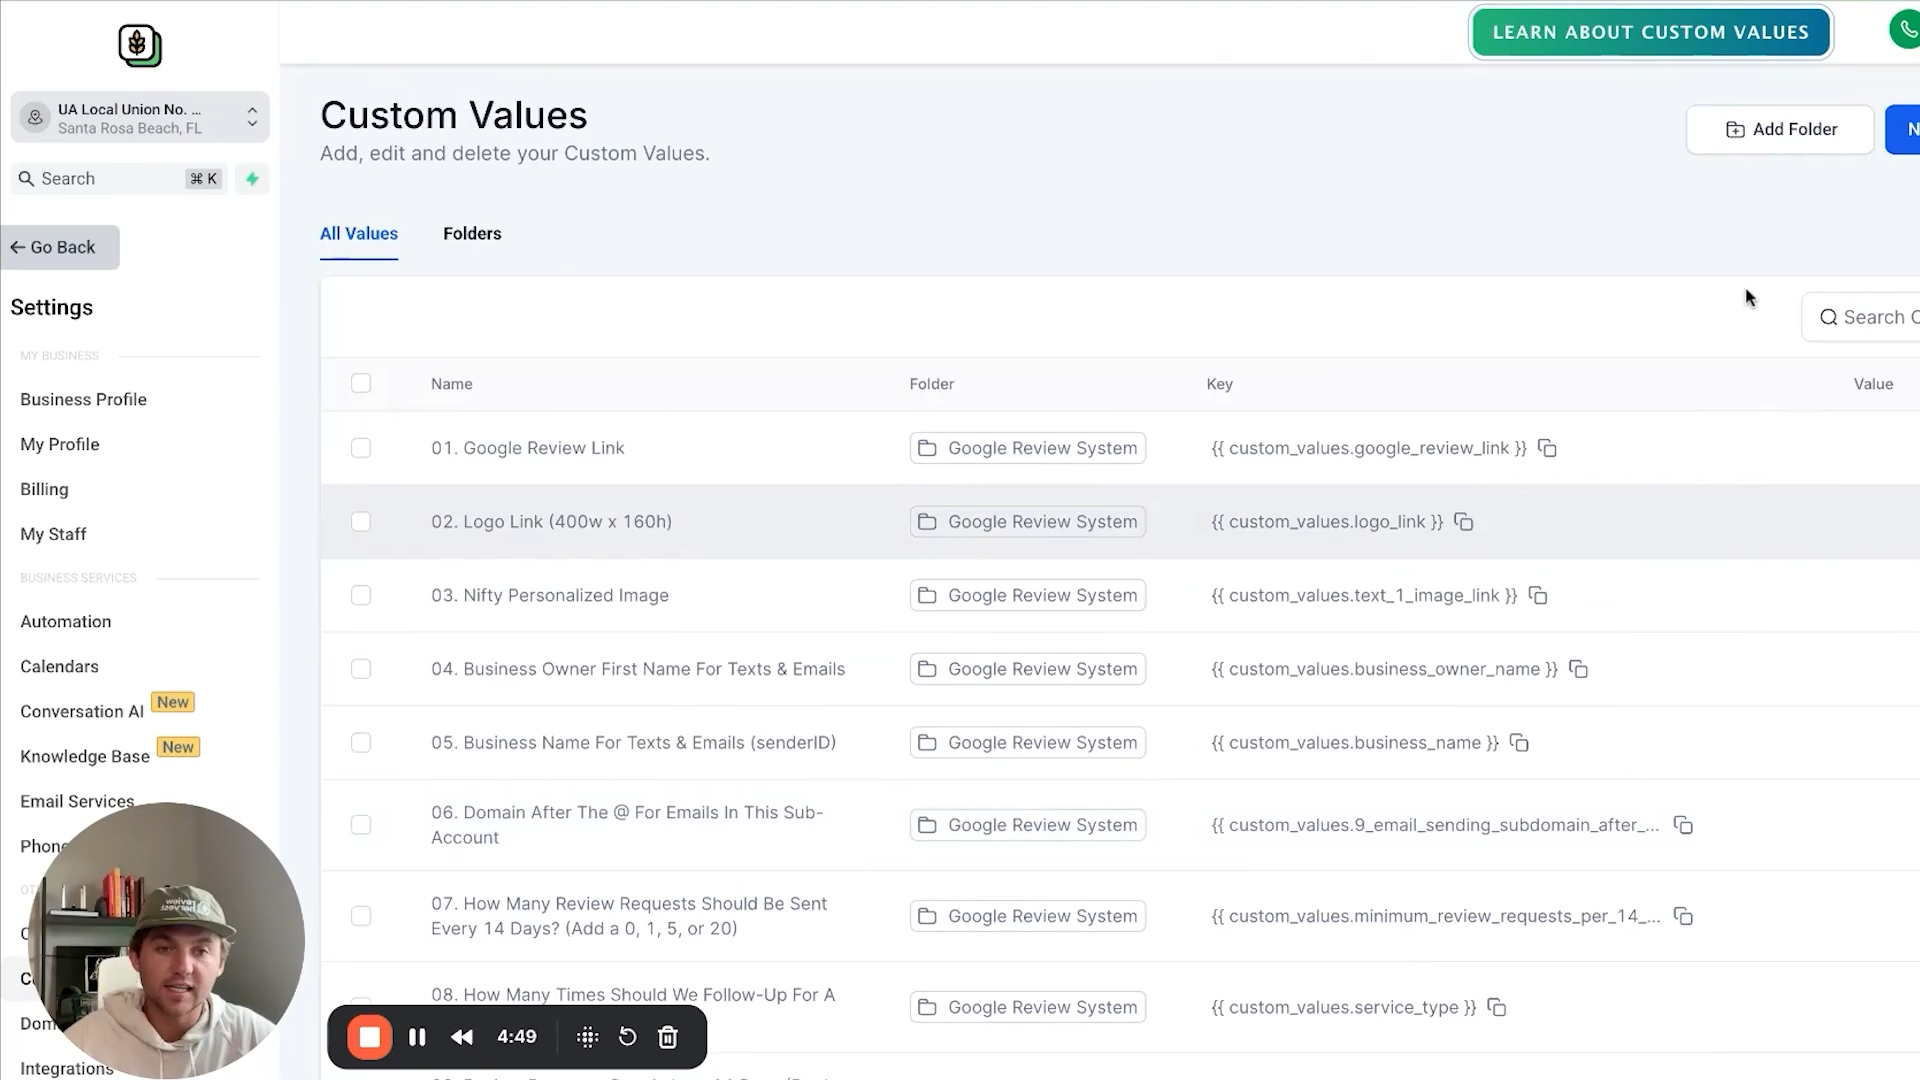 LEARN ABOUT CUSTOM VALUES
UA Local Union No. ...
Santa Rosa Beach, FL
Search
⌘ K
← Go Back
Settings
MY BUSINESS
Business Profile
My Profile
Billing
My Staff
BUSINESS SERVICES
Automation
Calendars
Conversation AI New
Knowledge Base New
Email Services
Phone
Dom
Integrations
Custom Values
Add, edit and delete your Custom Values.
Add Folder
N
All Values Folders
Search C
Name Folder Key Value
01. Google Review Link Google Review System {{ custom_values.google_review_link }}
02. Logo Link (400w x 160h) Google Review System {{ custom_values.logo_link }}
03. Nifty Personalized Image Google Review System {{ custom_values.text_1_image_link }}
04. Business Owner First Name For Texts & Emails Google Review System {{ custom_values.business_owner_name }}
05. Business Name For Texts & Emails (senderID) Google Review System {{ custom_values.business_name }}
06. Domain After The @ For Emails In This Sub-
Account
Google Review System {{ custom_values.9_email_sending_subdomain_after_...
07. How Many Review Requests Should Be Sent
Every 14 Days? (Add a 0, 1, 5, or 20)
Google Review System {{ custom_values.minimum_review_requests_per_14_...
08. How Many Times Should We Follow-Up For A
Google Review System {{ custom_values.service_type }}
4:49